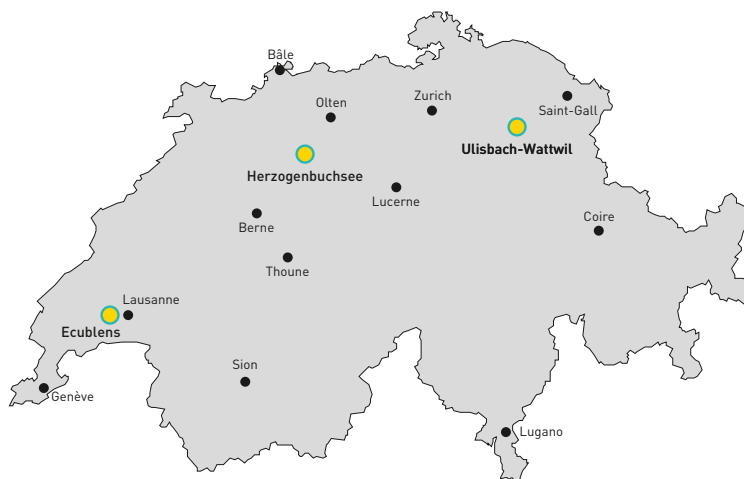 Bâle
Olten
Zurich
Saint-Gall
Ulisbach-Wattwil
Herzogenbuchsee
Lucerne
Berne
Coire
Thoune
Lausanne
Ecublens
Sion
Genève
Lugano